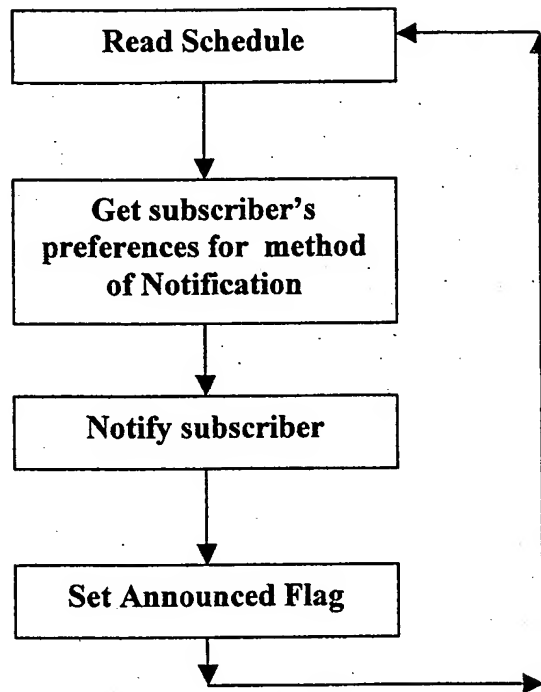 Read Schedule
Get subscriber's
preferences for method
of Notification
Notify subscriber
Set Announced Flag